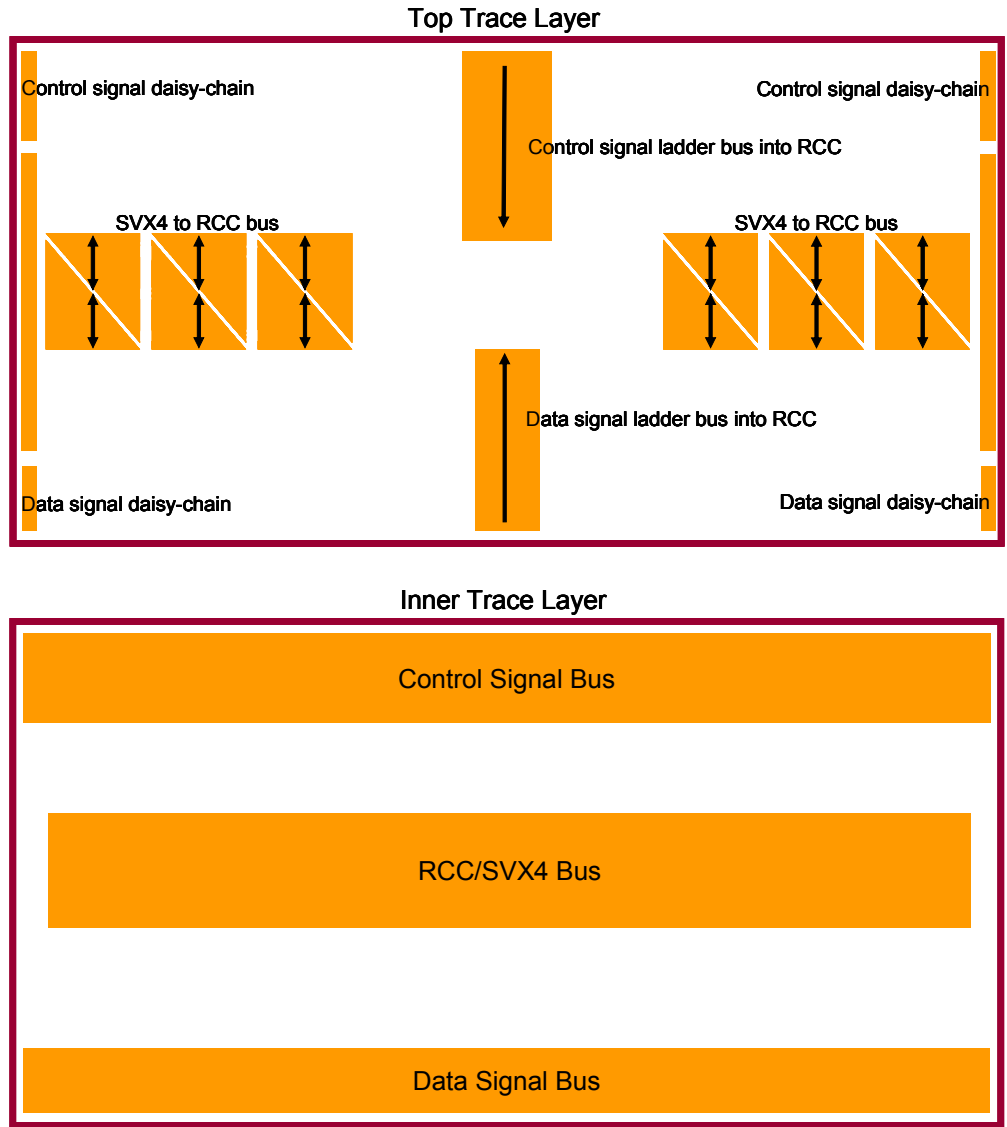 Top Trace Layer
Control signal daisy-chain
Control signal daisy-chain
Control signal ladder bus into RCC
SVX4 to RCC bus
SVX4 to RCC bus
Data signal ladder bus into RCC
Data signal daisy-chain
Data signal daisy-chain
Inner Trace Layer
Control Signal Bus
RCC/SVX4 Bus
Data Signal Bus